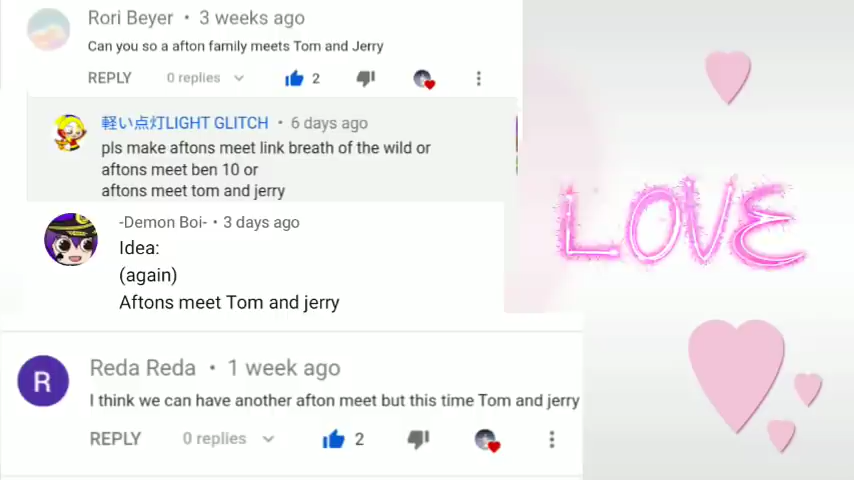 Rori Beyer • 3 weeks ago
Can you so a afton family meets Tom and Jerry
REPLY 0 replies 2
軽い点灯LIGHT GLITCH • 6 days ago
pls make aftons meet link breath of the wild or
aftons meet ben 10 or
aftons meet tom and jerry
-Demon Boi- • 3 days ago
Idea:
(again)
Aftons meet Tom and jerry
LOVE
R
Reda Reda • 1 week ago
I think we can have another afton meet but this time Tom and jerry
REPLY 0 replies 2